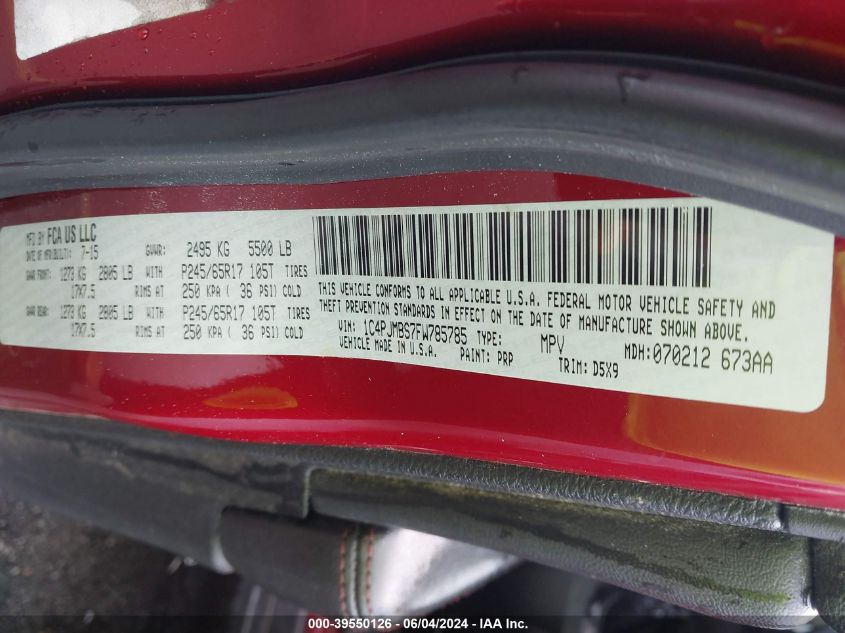 MFD BY FCA US LLC
DATE OF MFR(BUILT): 7-15 GVWR: 2495 KG 5500 LB
GAWR FRONT: 1273 KG 2805 LB WITH P245/65R17 105T TIRES
17X7.5 RIMS AT 250 KPA ( 36 PSI) COLD
GAWR REAR: 1273 KG 2805 LB WITH P245/65R17 105T TIRES
17X7.5 RIMS AT 250 KPA ( 36 PSI) COLD
THIS VEHICLE CONFORMS TO ALL APPLICABLE U.S.A. FEDERAL MOTOR VEHICLE SAFETY AND
THEFT PREVENTION STANDARDS IN EFFECT ON THE DATE OF MANUFACTURE SHOWN ABOVE.
VIN: 1C4PJMBS7FW785785 TYPE: MPV MDH:070212 673AA
VEHICLE MADE IN U.S.A. PAINT: PRP TRIM: D5X9
000-39550126 - 06/04/2024 - IAA Inc.